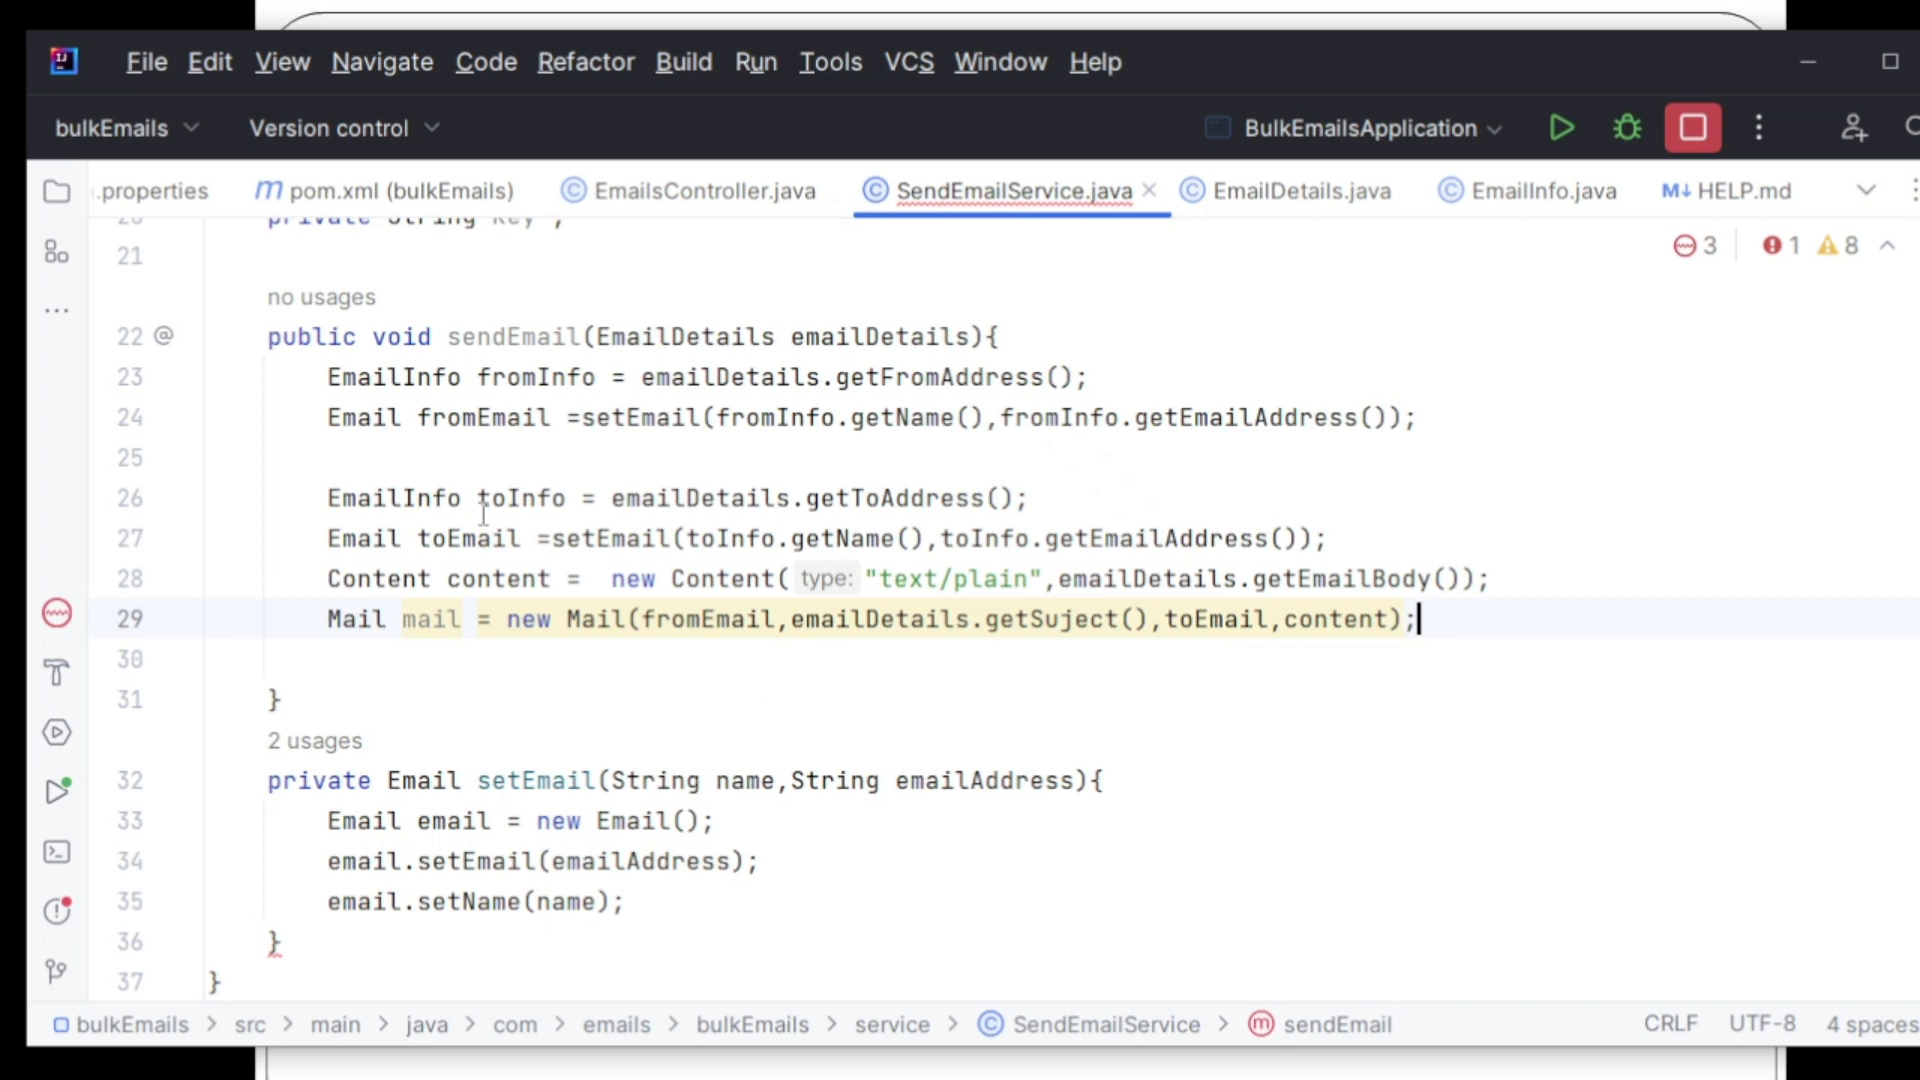 File Edit View Navigate Code Refactor Build Run Tools VCS Window Help
bulkEmails Version control BulkEmailsApplication
.properties pom.xml (bulkEmails) EmailsController.java SendEmailService.java EmailDetails.java EmailInfo.java M↓ HELP.md
20 private String key ;
21
3 1 8
no usages
22 @ public void sendEmail(EmailDetails emailDetails){
23 EmailInfo fromInfo = emailDetails.getFromAddress();
24 Email fromEmail =setEmail(fromInfo.getName(),fromInfo.getEmailAddress());
25
26 EmailInfo toInfo = emailDetails.getToAddress();
27 Email toEmail =setEmail(toInfo.getName(),toInfo.getEmailAddress());
28 Content content =  new Content( type: "text/plain",emailDetails.getEmailBody());
29 Mail mail = new Mail(fromEmail,emailDetails.getSuject(),toEmail,content);
30
31 }
2 usages
32 private Email setEmail(String name,String emailAddress){
33 Email email = new Email();
34 email.setEmail(emailAddress);
35 email.setName(name);
36 }
37 }
bulkEmails > src > main > java > com > emails > bulkEmails > service > SendEmailService > sendEmail CRLF UTF-8 4 spaces